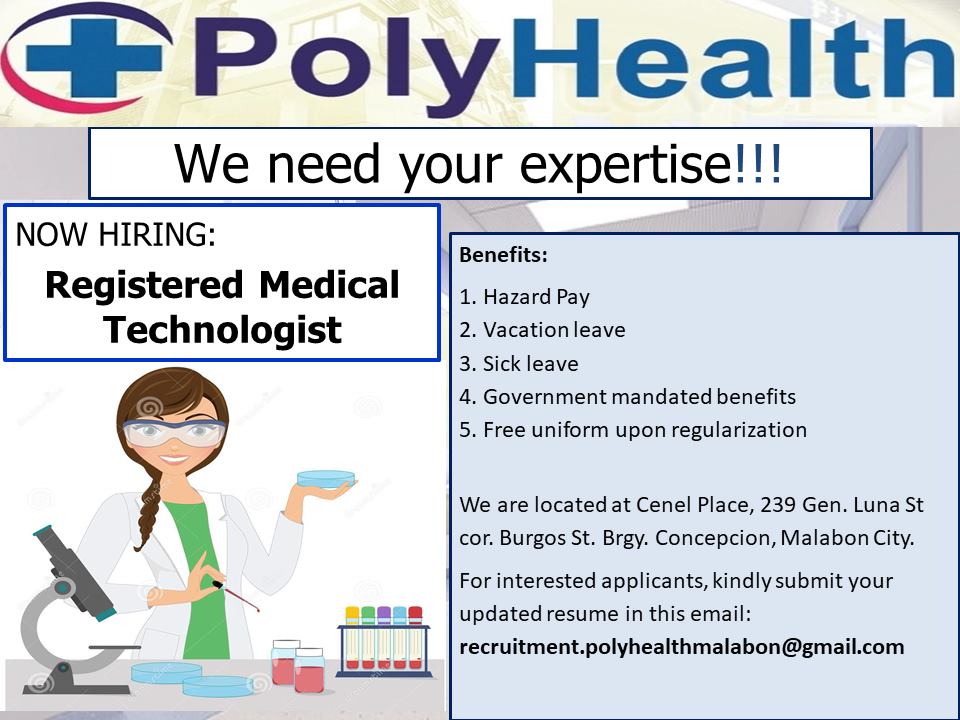 PolyHealth
We need your expertise!!!
NOW HIRING:
Registered Medical
Technologist
Benefits:
1. Hazard Pay
2. Vacation leave
3. Sick leave
4. Government mandated benefits
5. Free uniform upon regularization
We are located at Cenel Place, 239 Gen. Luna St
cor. Burgos St. Brgy. Concepcion, Malabon City.
For interested applicants, kindly submit your
updated resume in this email:
recruitment.polyhealthmalabon@gmail.com